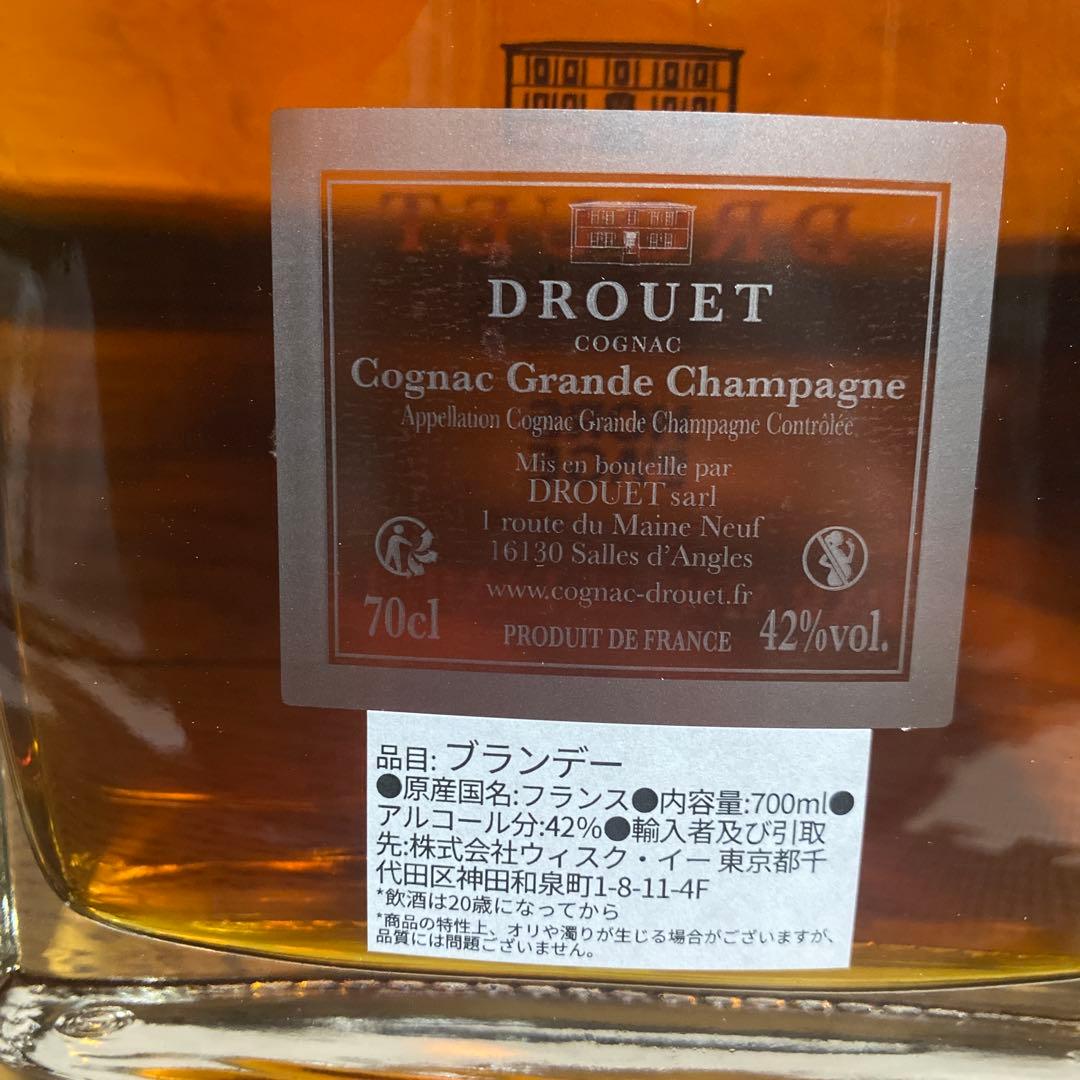 DROUET
COGNAC
Cognac Grande Champagne
Appellation Cognac Grande Champagne Contrôlée
Mis en bouteille par
DROUET sarl
1 route du Maine Neuf
16130 Salles d'Angles
www.cognac-drouet.fr
70cl
PRODUIT DE FRANCE
42%vol.
品目: ブランデー
●原産国名:フランス●内容量:700ml●
アルコール分:42%●輸入者及び引取
先:株式会社ウィスク・イー 東京都千
代田区神田和泉町1-8-11-4F
*飲酒は20歳になってから
*商品の特性上、オリや濁りが生じる場合がございますが、
品質には問題ございません。